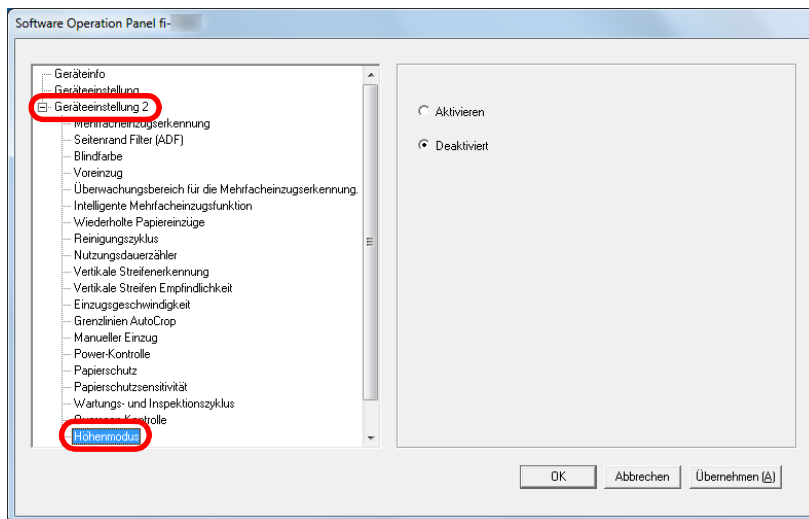 Software Operation Panel fi-
Geräteinfo
Geräteeinstellung
Geräteeinstellung 2
Mehrfacheinzugserkennung
Seitenrand Filter (ADF)
Blindfarbe
Voreinzug
Überwachungsbereich für die Mehrfacheinzugserkennung.
Intelligente Mehrfacheinzugsfunktion
Wiederholte Papiereinzüge
Reinigungszyklus
Nutzungsdauerzähler
Vertikale Streifenerkennung
Vertikale Streifen Empfindlichkeit
Einzugsgeschwindigkeit
Grenzlinien AutoCrop
Manueller Einzug
Power-Kontrolle
Papierschutz
Papierschutzsensitivität
Wartungs- und Inspektionszyklus
Overscan Kontrolle
Höhenmodus
Aktivieren
Deaktiviert
OK Abbrechen Übernehmen (A)